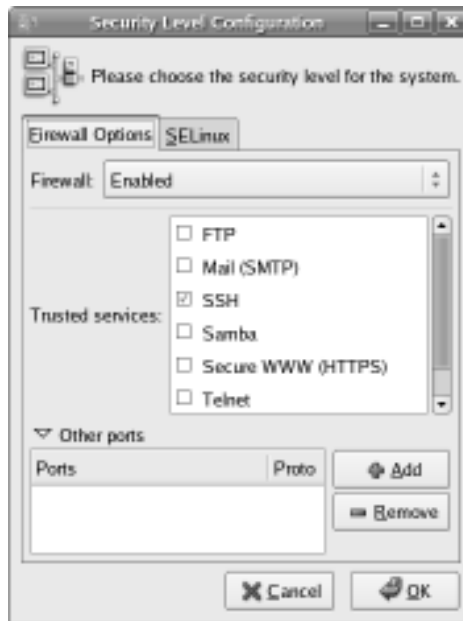 Security Level Configuration
Please choose the security level for the system.
Firewall Options SELinux
Firewall: Enabled
Trusted services:
FTP
Mail (SMTP)
SSH
Samba
Secure WWW (HTTPS)
Telnet
Other ports
Ports Proto
Add
Remove
Cancel OK